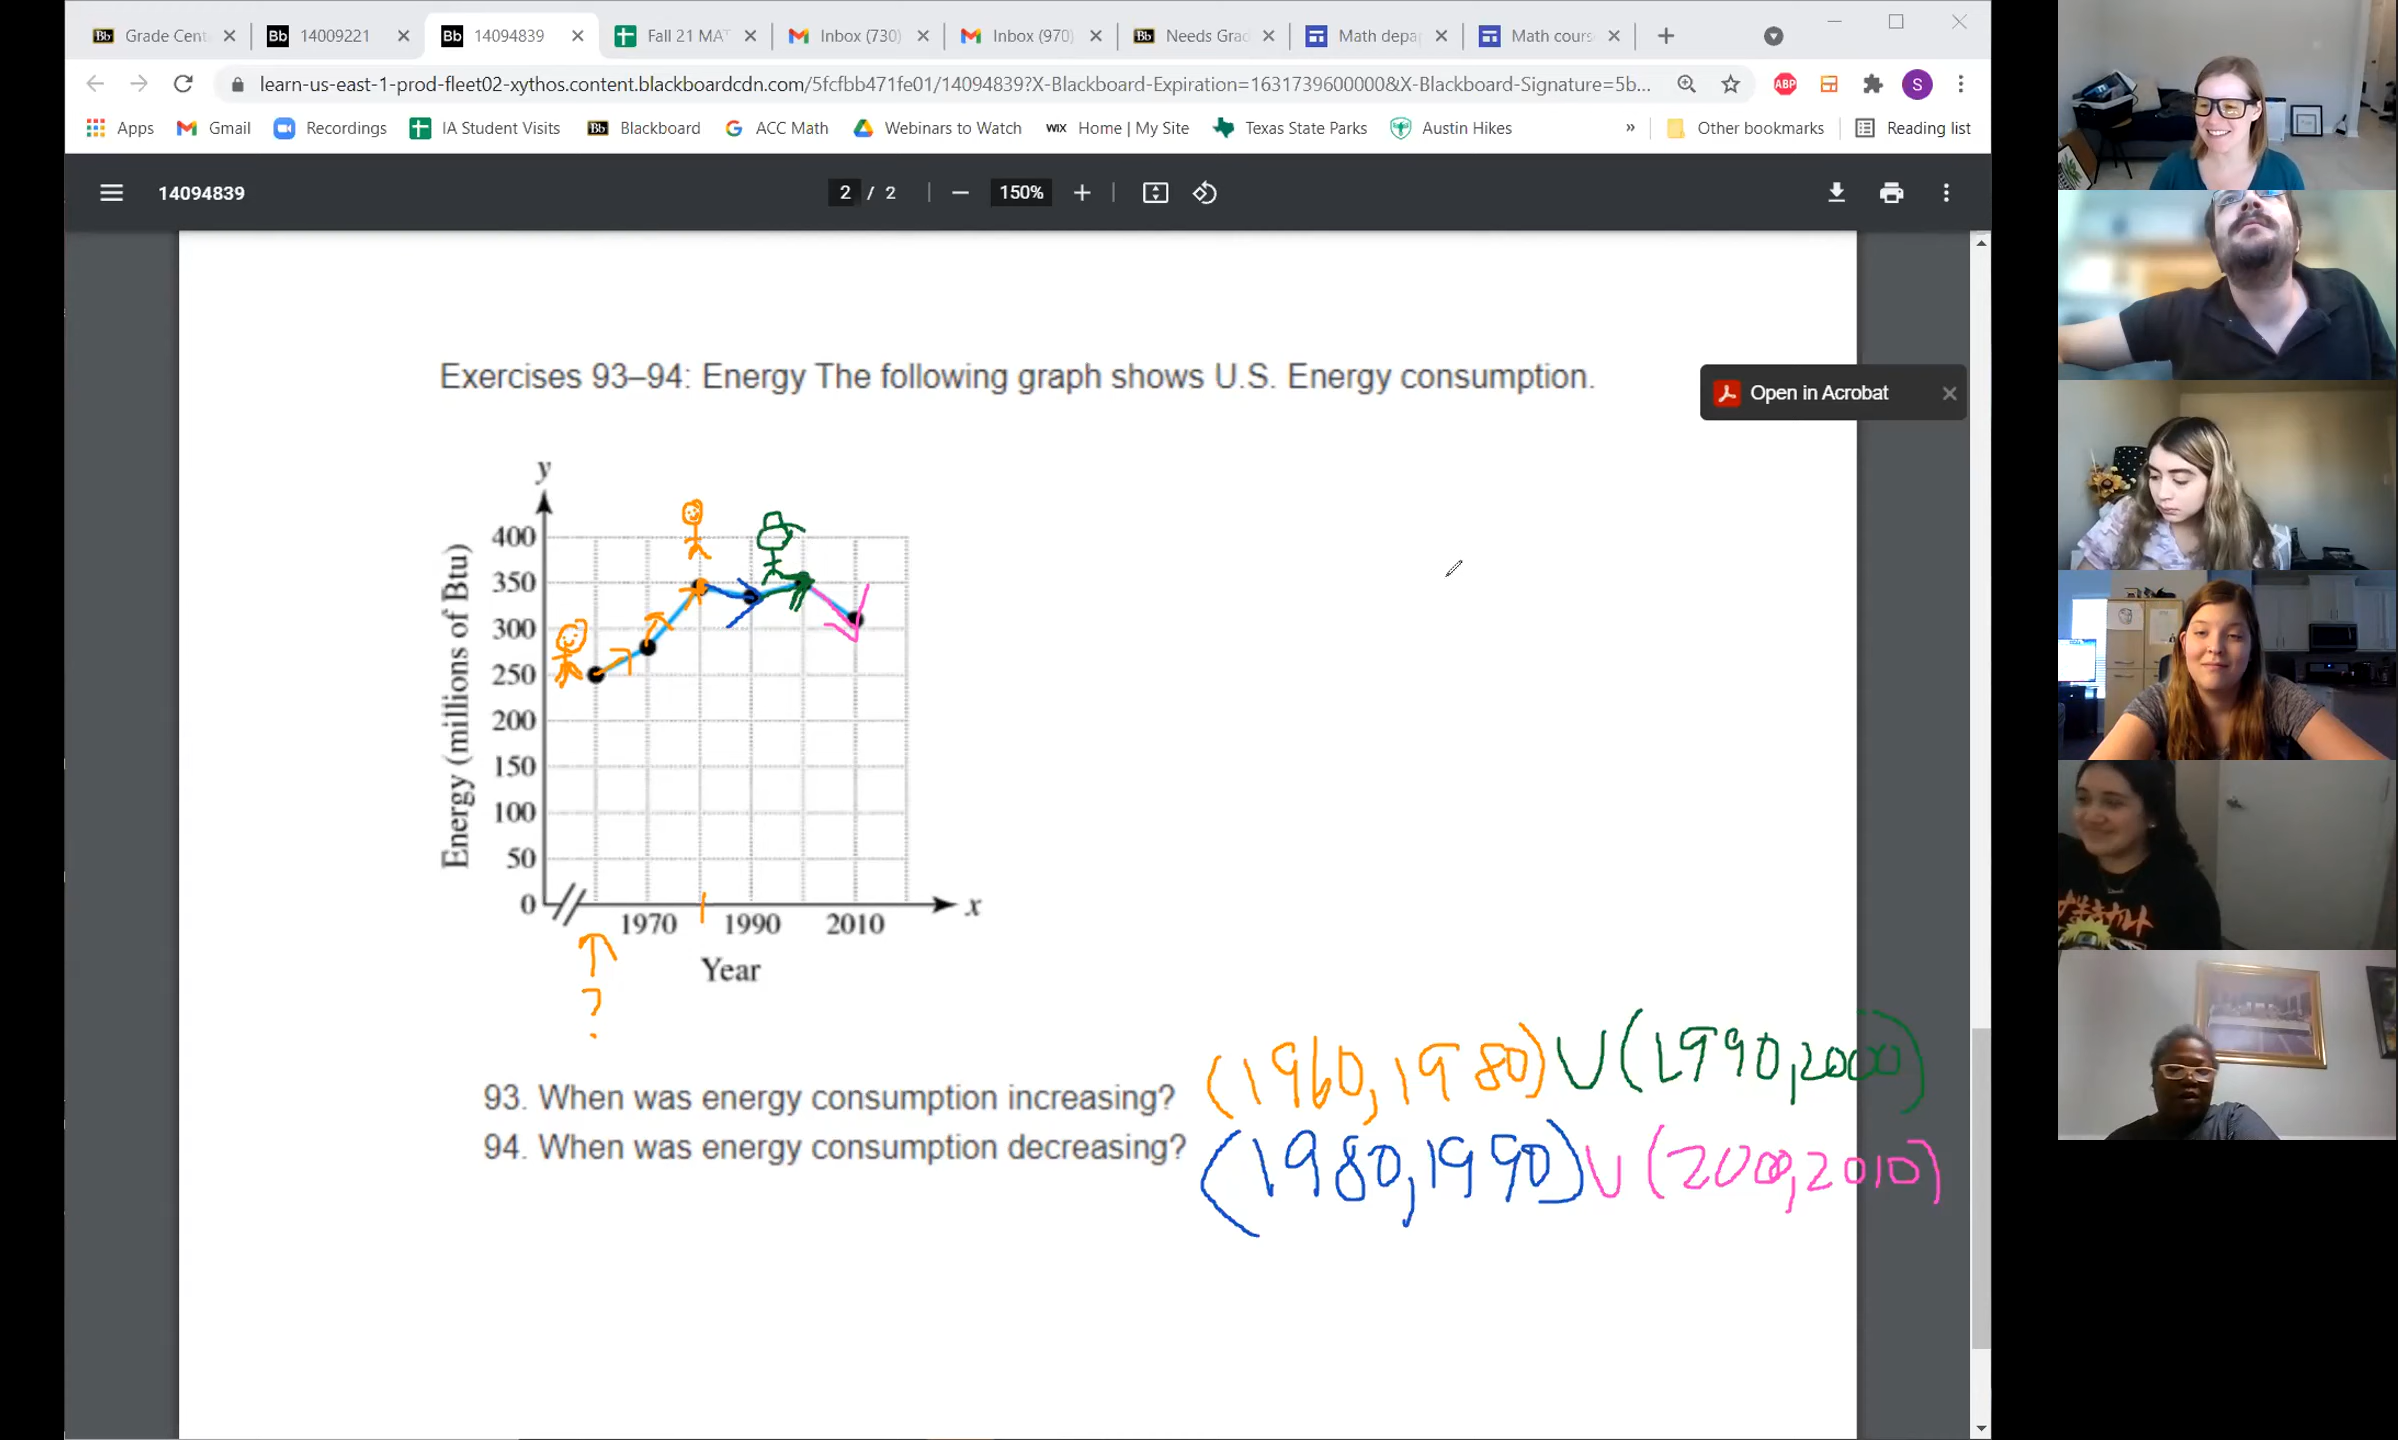 Grade Cent
14009221
14094839
Fall 21 MAT
Inbox (730)
Inbox (970)
Needs Grad
Math depa
Math cours
learn-us-east-1-prod-fleet02-xythos.content.blackboardcdn.com/5fcfbb471fe01/14094839?X-Blackboard-Expiration=1631739600000&X-Blackboard-Signature=5b...
ABP
S
Apps Gmail Recordings IA Student Visits Bb Blackboard ACC Math Webinars to Watch WIX Home | My Site Texas State Parks Austin Hikes » Other bookmarks Reading list
14094839
2 / 2
150%
Exercises 93–94: Energy The following graph shows U.S. Energy consumption.
Open in Acrobat
y
400
350
300
250
200
150
100
50
0
Energy (millions of Btu)
1970 1990 2010
x
Year
?
93. When was energy consumption increasing? (1960,1980)∪(1990,2000)
94. When was energy consumption decreasing? (1980,1990)∪(2000,2010)